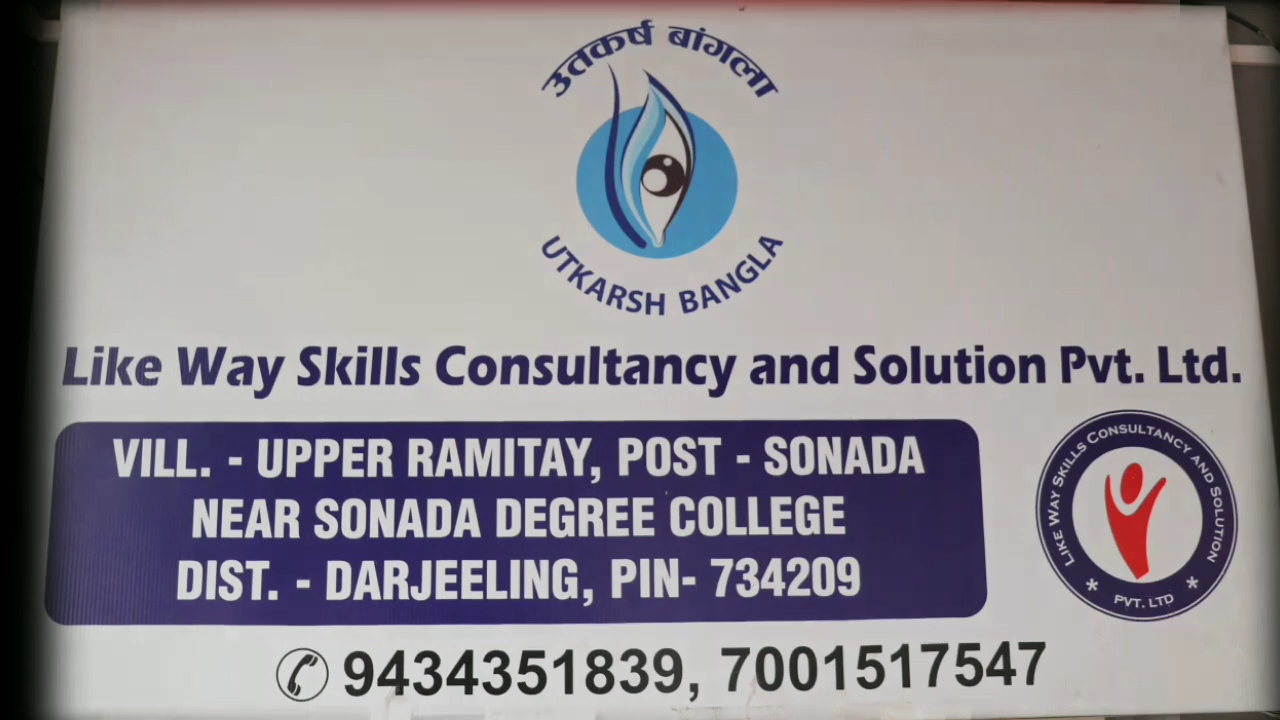 उतकर्ष बांगला
UTKARSH BANGLA
Like Way Skills Consultancy and Solution Pvt. Ltd.
VILL. - UPPER RAMITAY, POST - SONADA
NEAR SONADA DEGREE COLLEGE
DIST. - DARJEELING, PIN- 734209
LIKE WAY SKILLS CONSULTANCY AND SOLUTION
* PVT. LTD *
9434351839, 7001517547